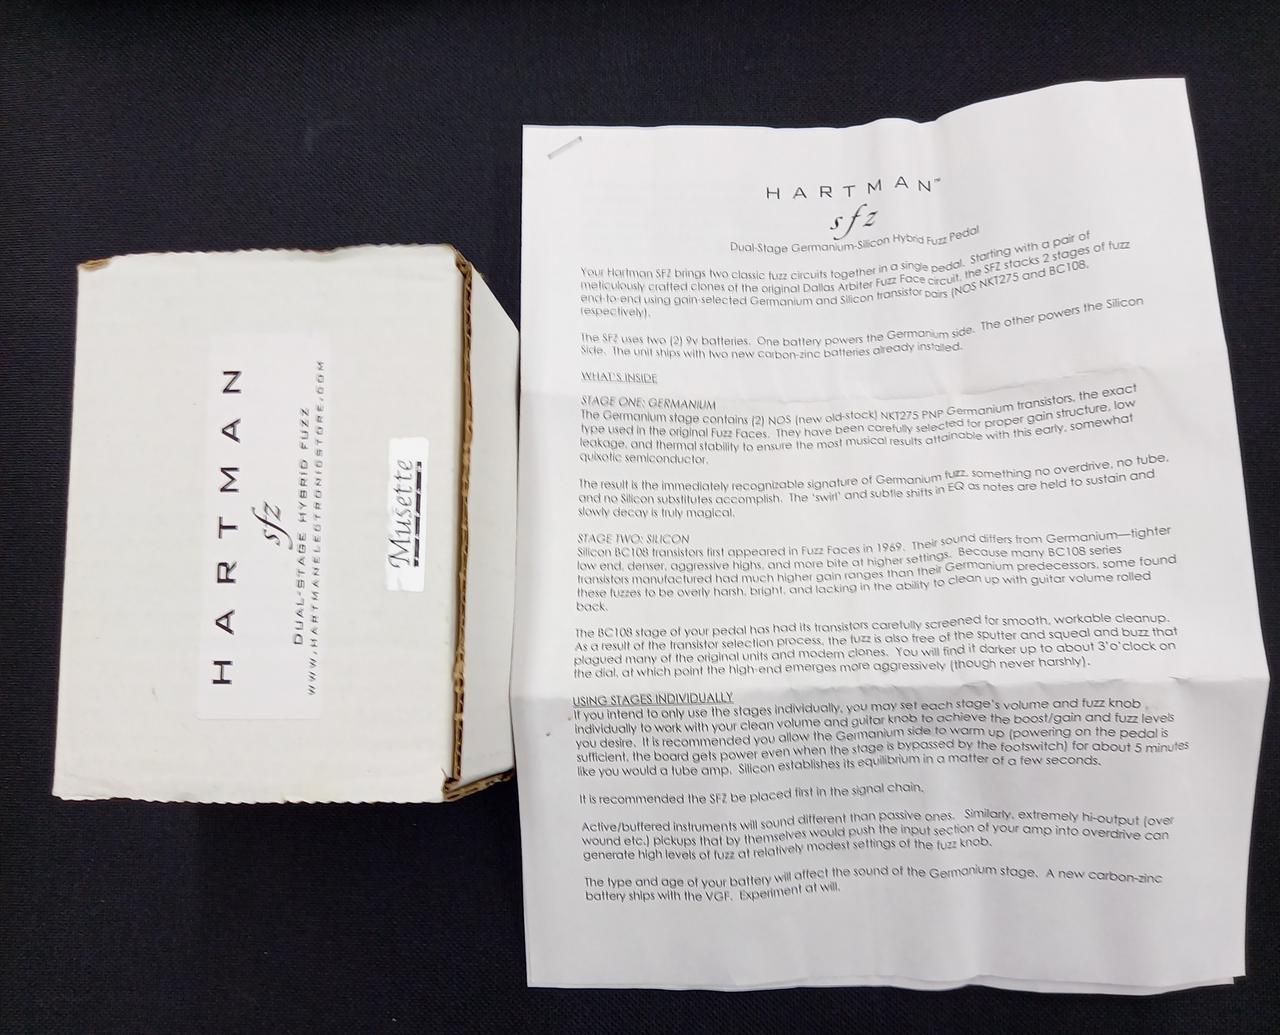 HARTMAN
sfz
DUAL-STAGE HYBRID FUZZ
WWW.HARTMANELECTRONICSTORE.COM
Musette
HARTMAN™
sfz
Dual-Stage Germanium-Silicon Hybrid Fuzz Pedal
Your Hartman SFZ brings two classic fuzz circuits together in a single pedal. Starting with a pair of
meticulously crafted clones of the original Dallas Arbiter Fuzz Face circuit, the SFZ stacks 2 stages of fuzz
end-to-end using gain-selected Germanium and Silicon transistor pairs (NOS NKT275 and BC108,
respectively).
The SFZ uses two (2) 9v batteries. One battery powers the Germanium side. The other powers the Silicon
Side. The unit ships with two new carbon-zinc batteries already installed.
WHAT'S INSIDE
STAGE ONE: GERMANIUM
The Germanium stage contains (2) NOS (new old-stock) NKT275 PNP Germanium transistors, the exact
type used in the original Fuzz Faces. They have been carefully selected for proper gain structure, low
leakage, and thermal stability to ensure the most musical results attainable with this early, somewhat
quixotic semiconductor.
The result is the immediately recognizable signature of Germanium fuzz, something no overdrive, no tube,
and no Silicon substitutes accomplish. The 'swirl' and subtle shifts in EQ as notes are held to sustain and
slowly decay is truly magical.
STAGE TWO: SILICON
Silicon BC108 transistors first appeared in Fuzz Faces in 1969. Their sound differs from Germanium—tighter
low end, denser, aggressive highs, and more bite at higher settings. Because many BC108 series
transistors manufactured had much higher gain ranges than their Germanium predecessors, some found
these fuzzes to be overly harsh, bright, and lacking in the ability to clean up with guitar volume rolled
back.
The BC108 stage of your pedal has had its transistors carefully screened for smooth, workable cleanup.
As a result of the transistor selection process, the fuzz is also free of the sputter and squeal and buzz that
plagued many of the original units and modern clones. You will find it darker up to about 3'o'clock on
the dial, at which point the high-end emerges more aggressively (though never harshly).
USING STAGES INDIVIDUALLY
If you intend to only use the stages individually, you may set each stage's volume and fuzz knob
individually to work with your clean volume and guitar knob to achieve the boost/gain and fuzz levels
you desire. It is recommended you allow the Germanium side to warm up (powering on the pedal is
sufficient, the board gets power even when the stage is bypassed by the footswitch) for about 5 minutes
like you would a tube amp. Silicon establishes its equilibrium in a matter of a few seconds.
It is recommended the SFZ be placed first in the signal chain.
Active/buffered instruments will sound different than passive ones. Similarly, extremely hi-output (over
wound etc.) pickups that by themselves would push the input section of your amp into overdrive can
generate high levels of fuzz at relatively modest settings of the fuzz knob.
The type and age of your battery will affect the sound of the Germanium stage. A new carbon-zinc
battery ships with the VGF. Experiment at will.